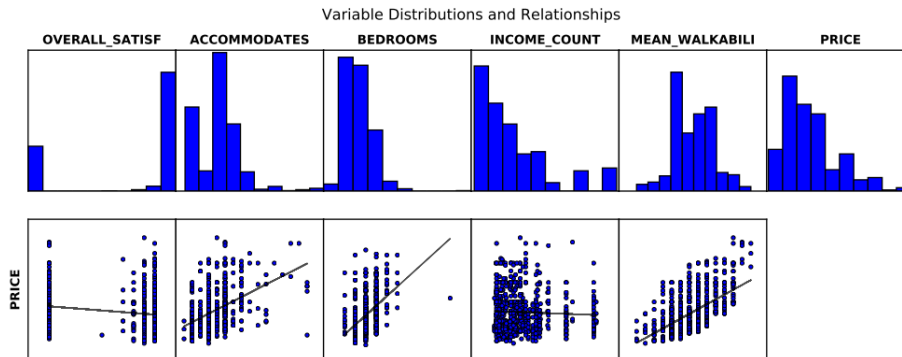 Variable Distributions and Relationships
OVERALL_SATISF ACCOMMODATES BEDROOMS INCOME_COUNT MEAN_WALKABILI PRICE
PRICE